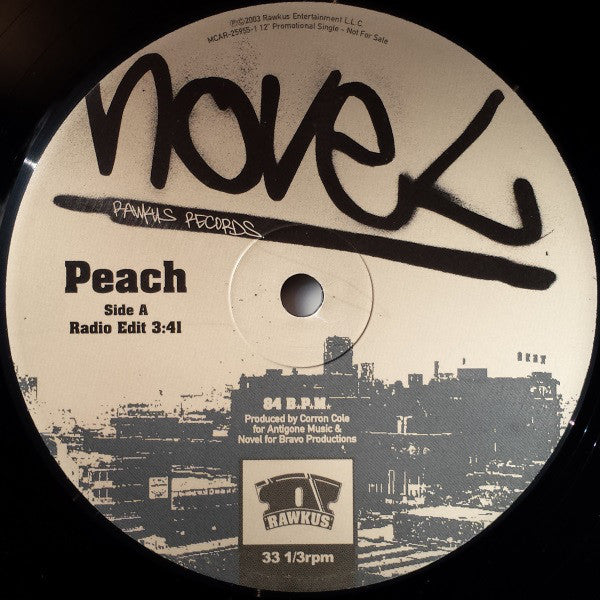 ℗©2003 Rawkus Entertainment L.L.C.
MCAR-25955-1 12" Promotional Single - Not For Sale
novel
RAWKUS RECORDS.
Peach
Side A
Radio Edit 3:41
84 B.P.M.
Produced by Corron Cole
for Antigone Music &
Novel for Bravo Productions
RAWKUS
33 1/3rpm